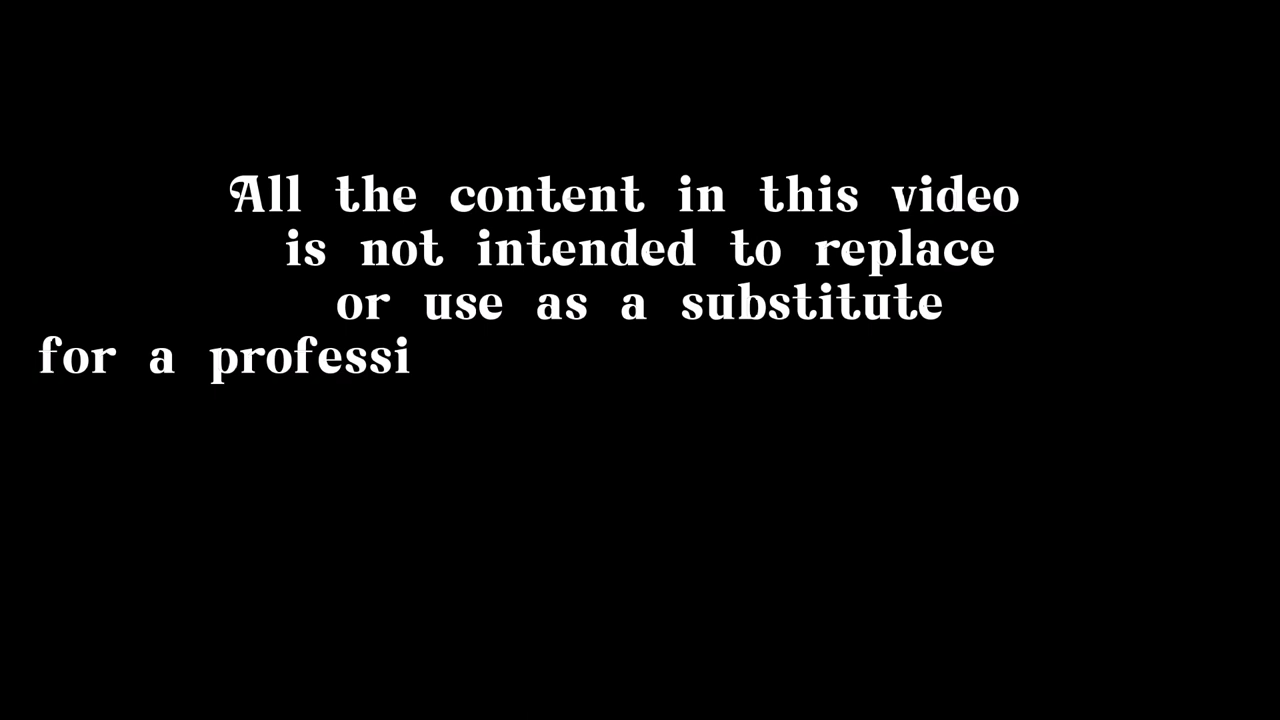 All the content in this video
is not intended to replace
or use as a substitute
for a professi